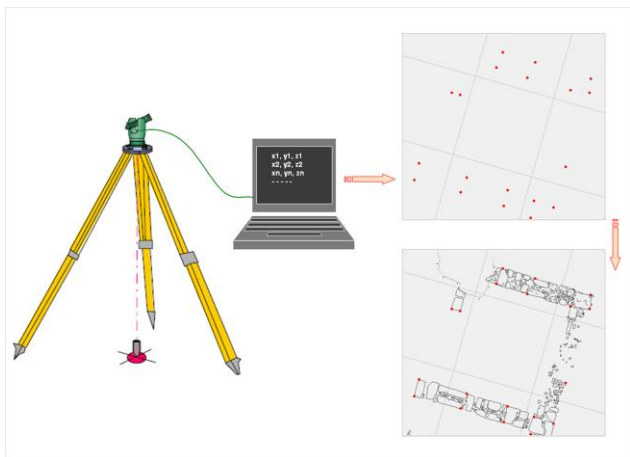 x1, y1, z1
x2, y2, z2
xn, yn, zn
- - - - -